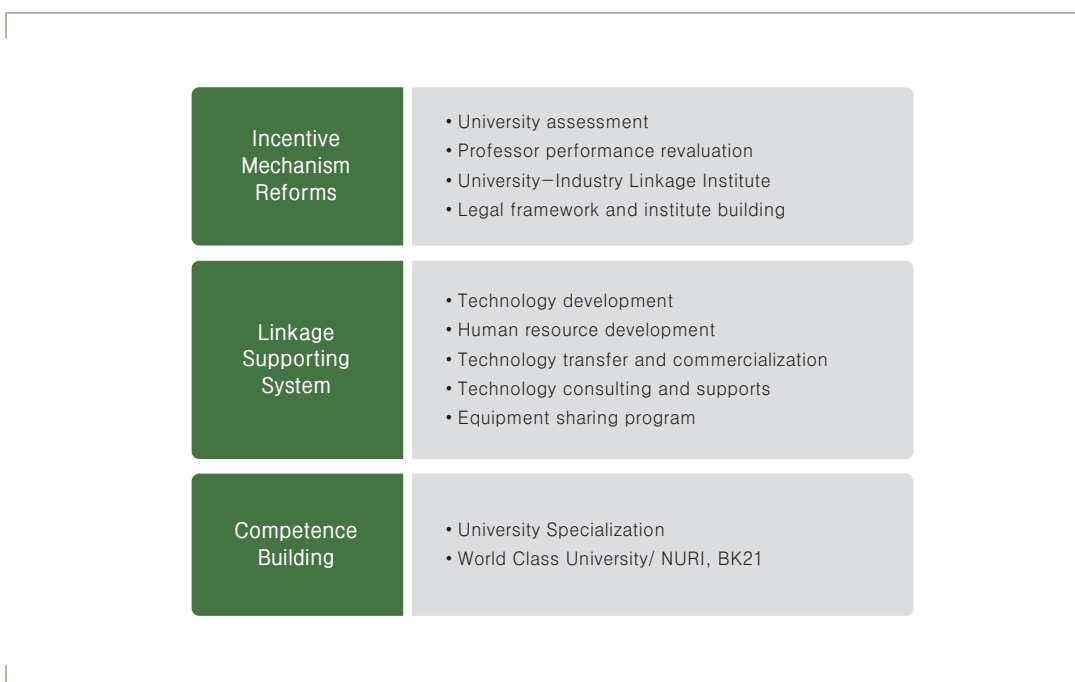 Incentive
Mechanism
Reforms
• University assessment
• Professor performance revaluation
• University-Industry Linkage Institute
• Legal framework and institute building
Linkage
Supporting
System
• Technology development
• Human resource development
• Technology transfer and commercialization
• Technology consulting and supports
• Equipment sharing program
Competence
Building
• University Specialization
• World Class University/ NURI, BK21